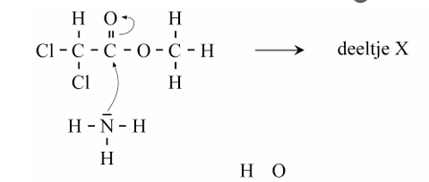 H O H
Cl - C - C - O - C - H → deeltje X
Cl H
H - N - H
H
H O